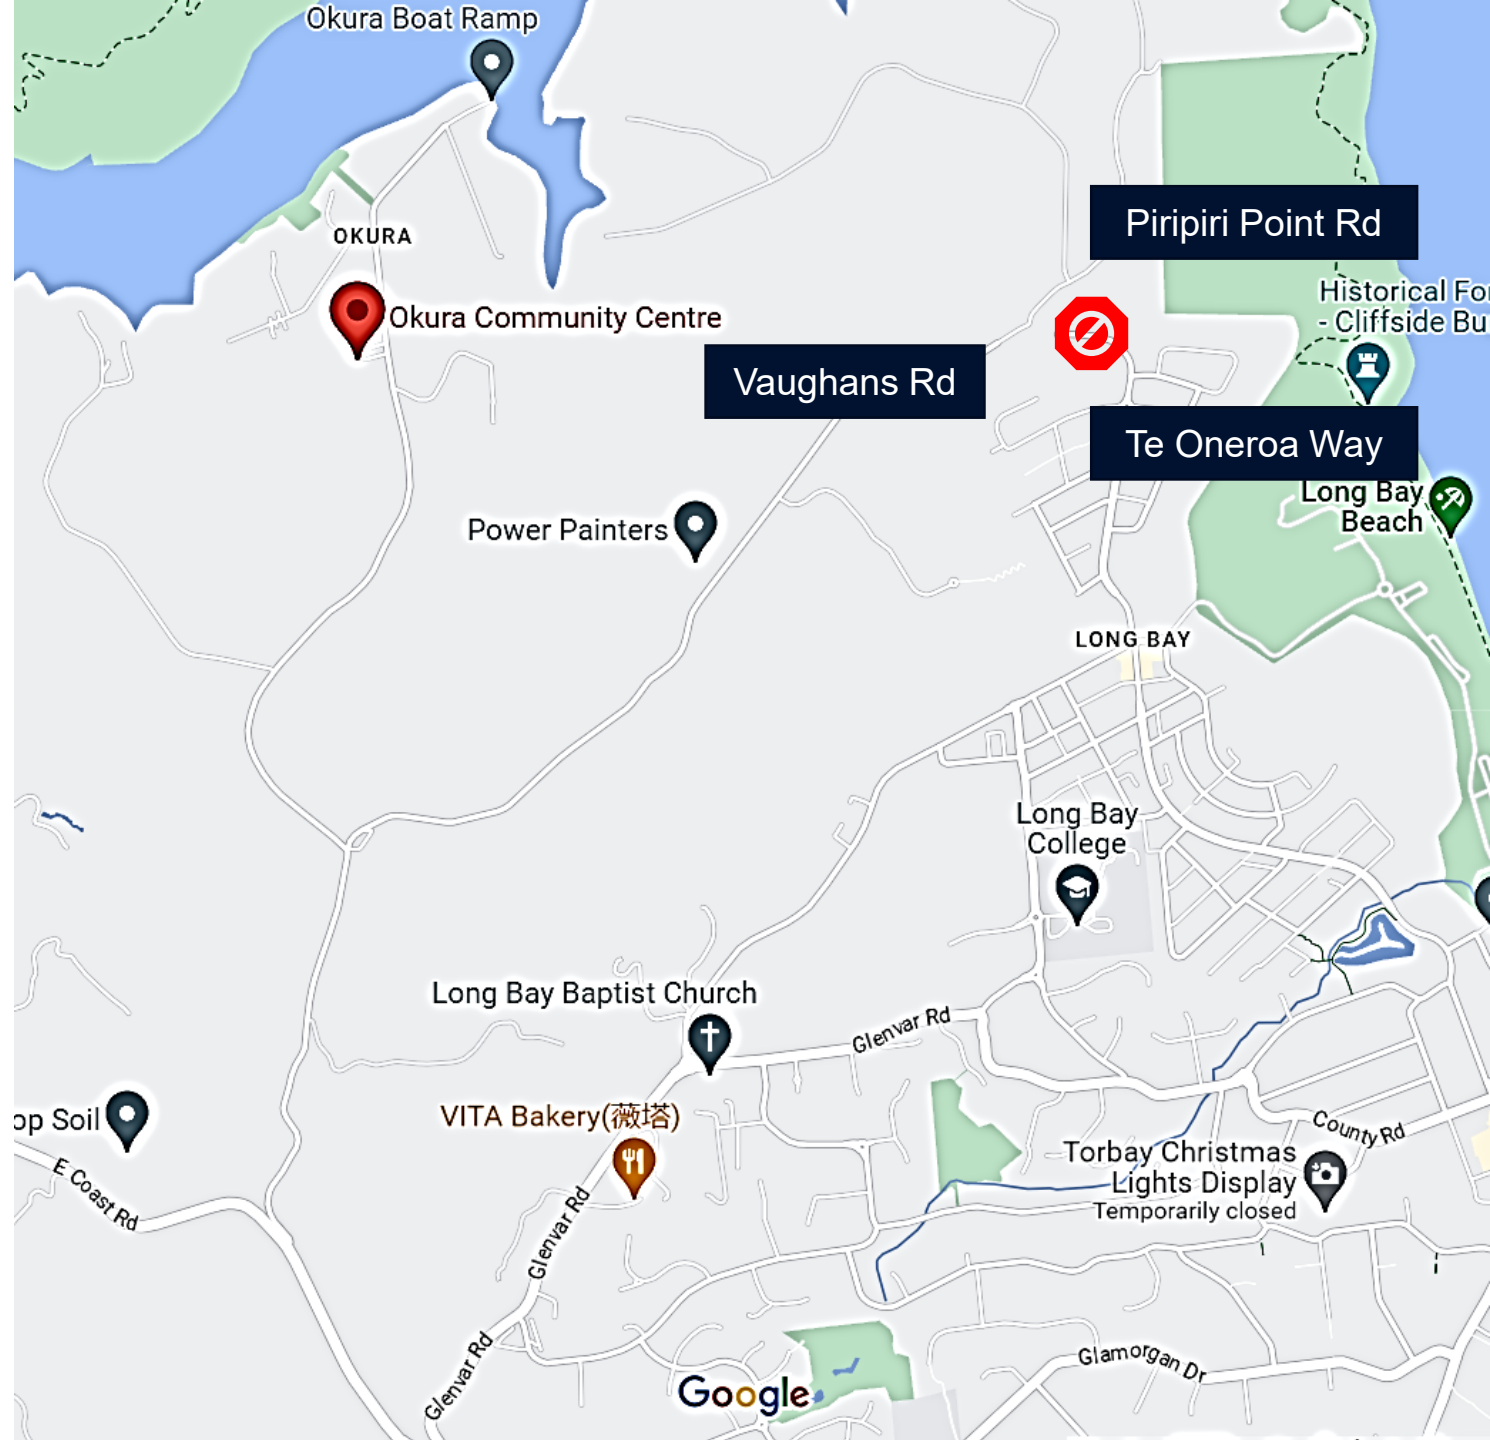 Okura Boat Ramp
Piripiri Point Rd
OKURA
Historical For
- Cliffside Bu
Okura Community Centre
Vaughans Rd
Te Oneroa Way
Long Bay
Beach
Power Painters
LONG BAY
Long Bay
College
Long Bay Baptist Church
Glenvar Rd
VITA Bakery(薇塔)
op Soil
County Rd
E Coast Rd
Torbay Christmas
Lights Display
Temporarily closed
Glenvar Rd
Glenvar Rd
Glamorgan Dr
Google